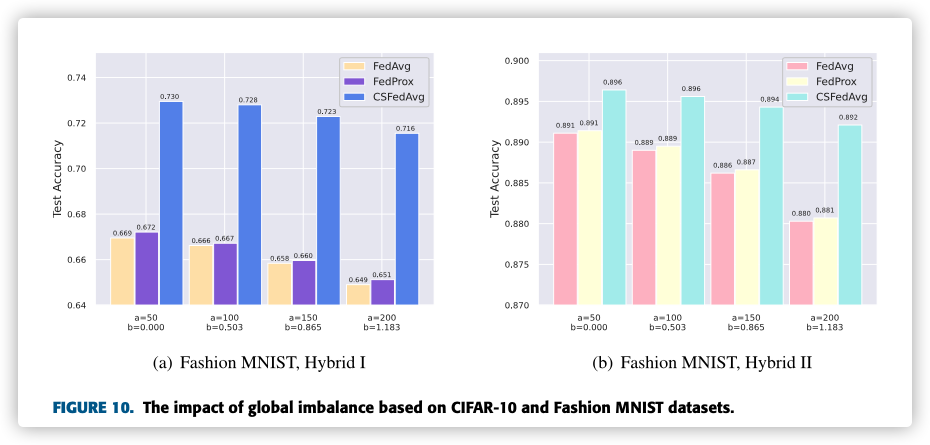 0.74
0.72
0.70
0.68
0.66
0.64
Test Accuracy
FedAvg
FedProx
CSFedAvg
0.669
0.672
0.730
0.666
0.667
0.728
0.658
0.660
0.723
0.649
0.651
0.716
a=50 a=100 a=150 a=200
b=0.000 b=0.503 b=0.865 b=1.183
(a) Fashion MNIST, Hybrid I
0.900
0.895
0.890
0.885
0.880
0.875
0.870
Test Accuracy
FedAvg
FedProx
CSFedAvg
0.891
0.891
0.896
0.889
0.889
0.896
0.886
0.887
0.894
0.880
0.881
0.892
a=50 a=100 a=150 a=200
b=0.000 b=0.503 b=0.865 b=1.183
(b) Fashion MNIST, Hybrid II
FIGURE 10. The impact of global imbalance based on CIFAR-10 and Fashion MNIST datasets.